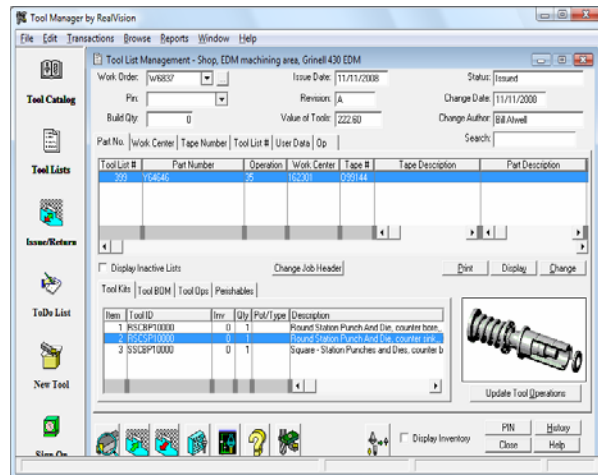 Tool Manager by RealVision
File Edit Transactions Browse Reports Window Help
Tool List Management - Shop, EDM machining area, Grinell 430 EDM
Work Order: W6837 ... Issue Date: 11/11/2008 Status: Issued
Pin: Revision: A Change Date: 11/11/2008
Build Qty: 0 Value of Tools: 222.60 Change Author: Bill Atwell
Part No. Work Center Tape Number Tool List # User Data Op Search:
Tool List # Part Number Operation Work Center Tape # Tape Description Part Description
399 Y64646 35 162301 O99144
Display Inactive Lists Change Job Header Print Display Change
Tool Kits Tool BOM Tool Ops Perishables
Item Tool ID Inv Qty Pot/Type Description
1 RSCBP10000 0 1 Round Station Punch And Die, counter bore,
2 RSCSP10000 0 1 Round Station Punch And Die, counter sink,
3 SSCBP10000 0 1 Square - Station Punches and Dies, counter b
Update Tool Operations
Display Inventory PIN History
Close Help
Tool Catalog
Tool Lists
Issue/Return
ToDo List
New Tool
Sign On